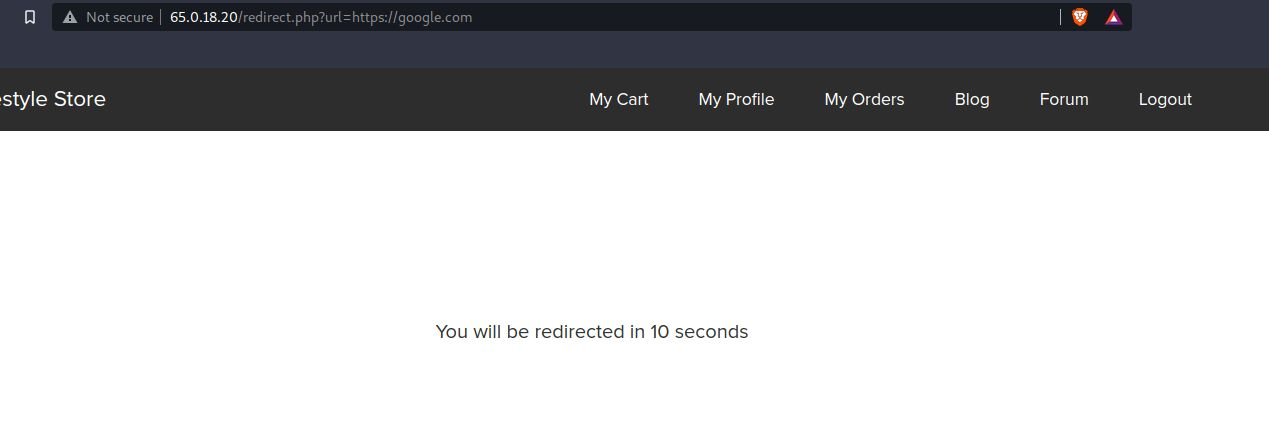 Not secure 65.0.18.20/redirect.php?url=https://google.com
estyle Store My Cart My Profile My Orders Blog Forum Logout
You will be redirected in 10 seconds